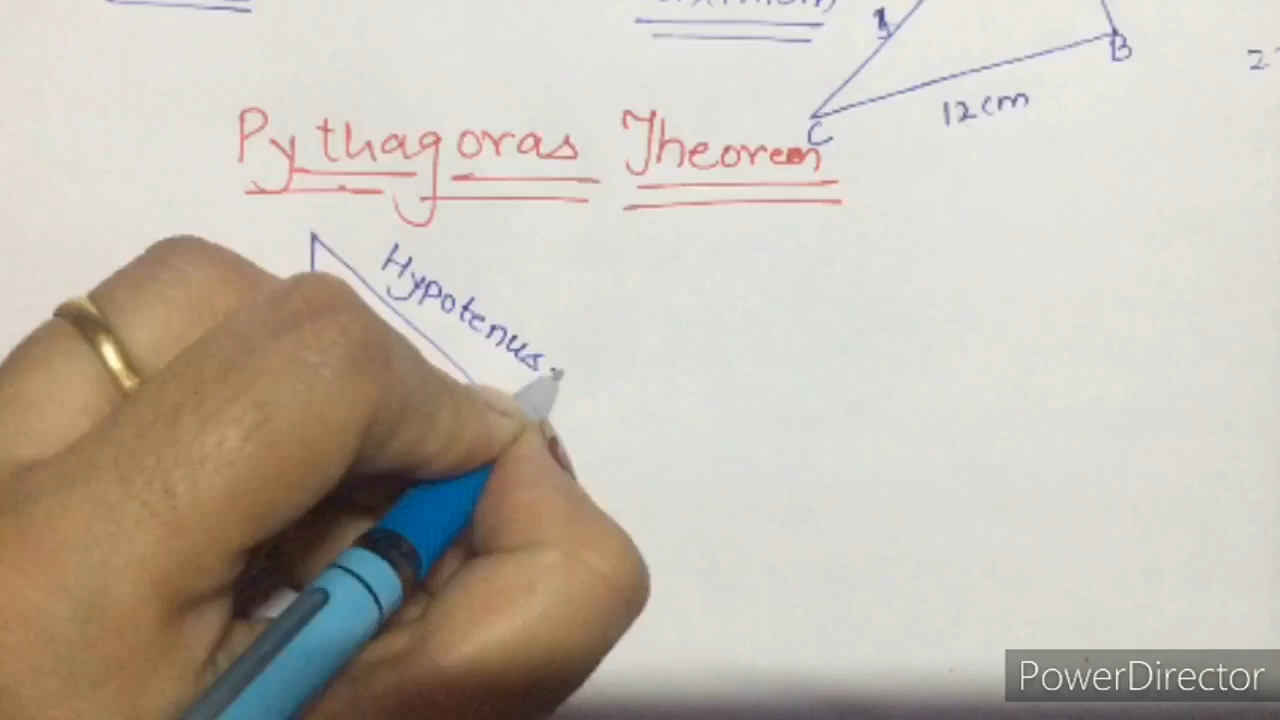 B
12cm
C
Pythagoras Theorem
Hypotenus
PowerDirector